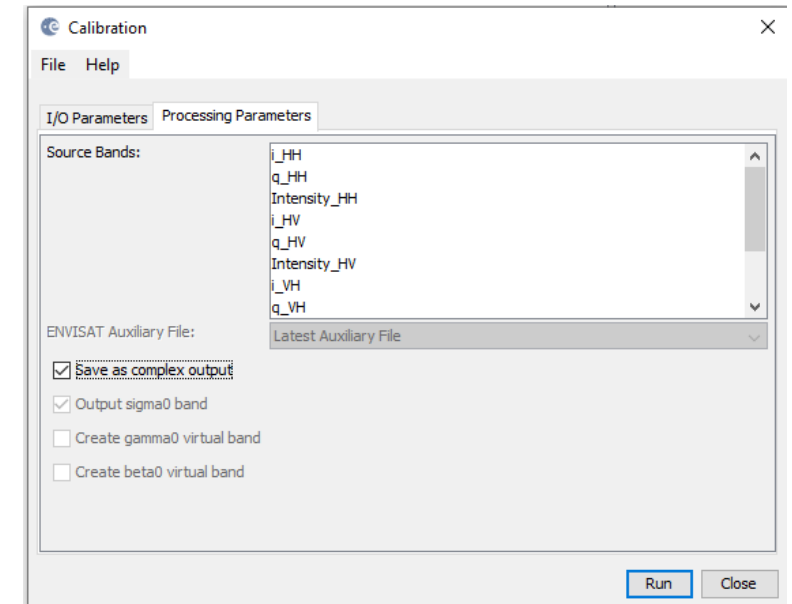 Calibration
File Help
I/O Parameters Processing Parameters
Source Bands:
i_HH
q_HH
Intensity_HH
i_HV
q_HV
Intensity_HV
i_VH
q_VH
ENVISAT Auxiliary File:
Latest Auxiliary File
Save as complex output
Output sigma0 band
Create gamma0 virtual band
Create beta0 virtual band
Run Close